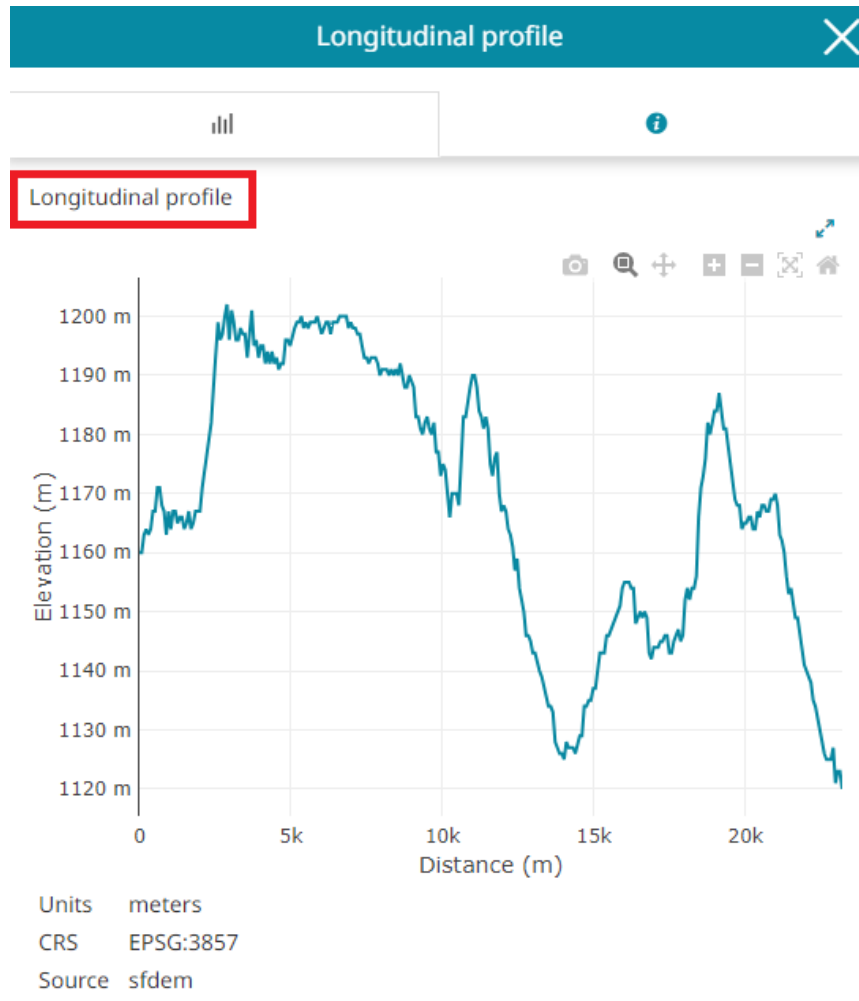 Longitudinal profile
Longitudinal profile
1200 m
1190 m
1180 m
1170 m
1160 m
1150 m
1140 m
1130 m
1120 m
Elevation (m)
0 5k 10k 15k 20k
Distance (m)
Units meters
CRS EPSG:3857
Source sfdem